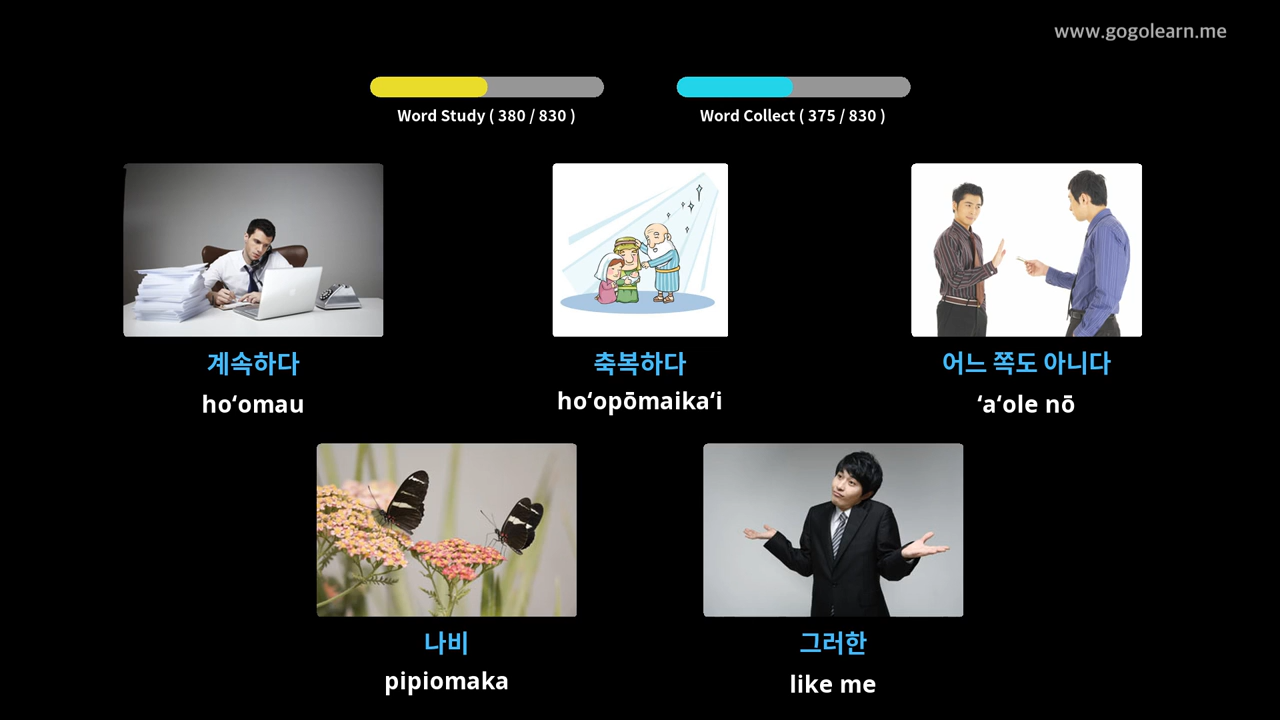 www.gogolearn.me
Word Study ( 380 / 830 )
Word Collect ( 375 / 830 )
계속하다
hoʻomau
축복하다
hoʻopōmaikaʻi
어느 쪽도 아니다
ʻaʻole nō
나비
pipiomaka
그러한
like me